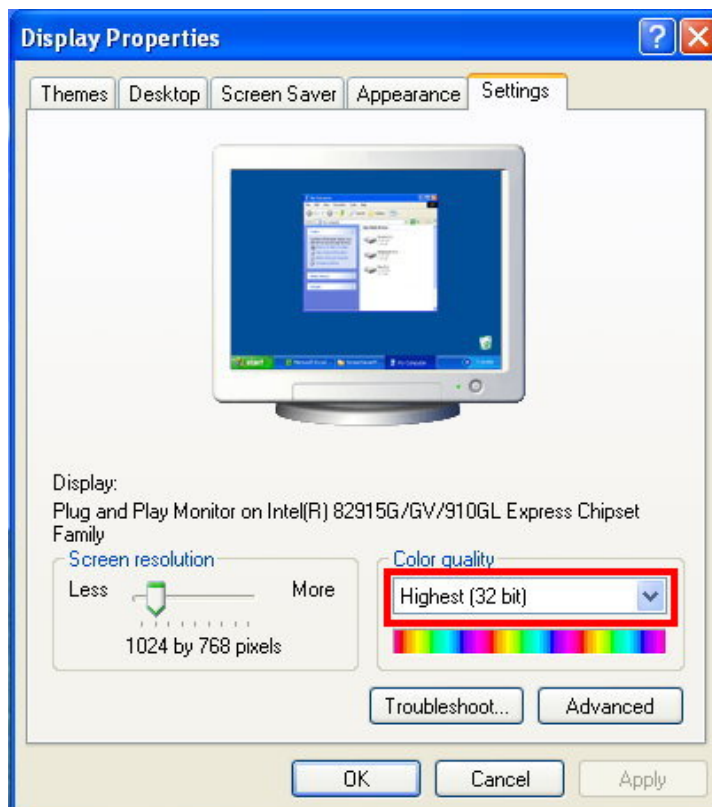 Display Properties
Themes Desktop Screen Saver Appearance Settings
start
Display:
Plug and Play Monitor on Intel(R) 82915G/GV/910GL Express Chipset
Family
Screen resolution
Less More
1024 by 768 pixels
Color quality
Highest (32 bit)
Troubleshoot... Advanced
OK Cancel Apply